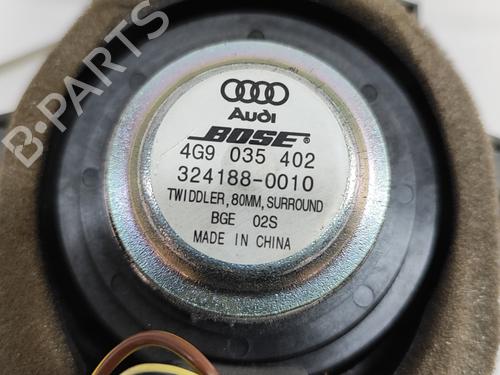 B-PARTS
Audi
BOSE®
4G9 035 402
324188-0010
TWIDDLER, 80MM, SURROUND
BGE 02S
MADE IN CHINA